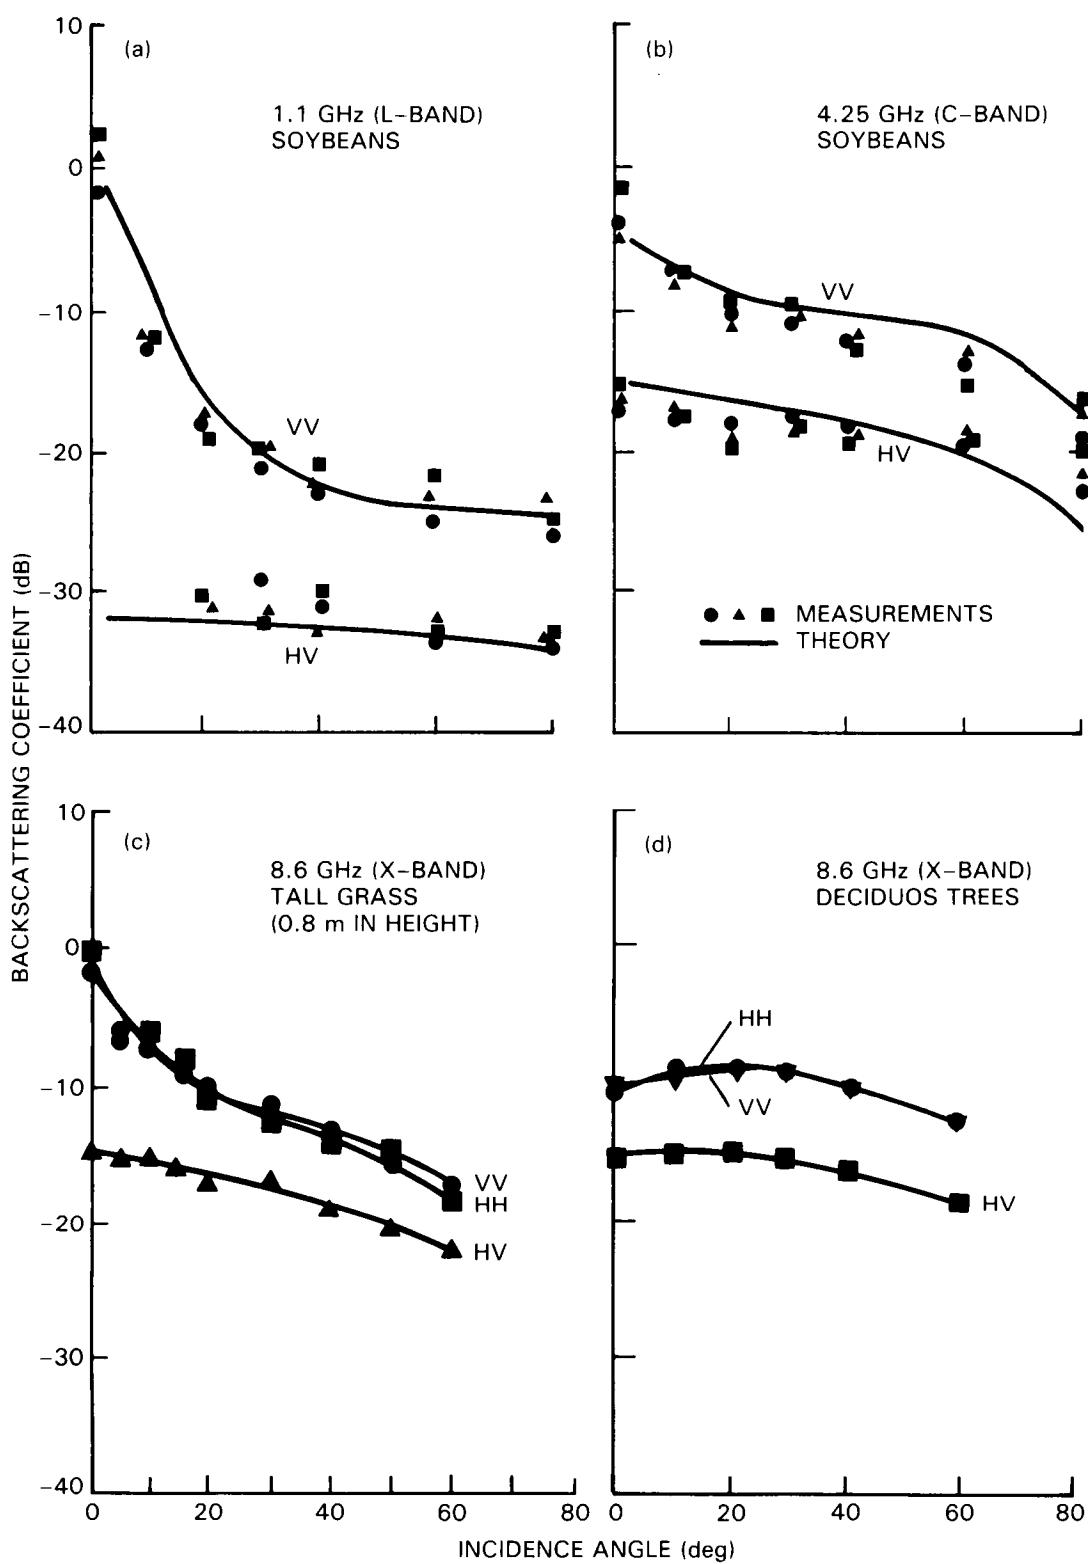 BACKSCATTERING COEFFICIENT (dB)
10
0
-10
-20
-30
-40
(a)
1.1 GHz (L-BAND)
SOYBEANS
VV
HV
(b)
4.25 GHz (C-BAND)
SOYBEANS
VV
HV
MEASUREMENTS
THEORY
10
0
-10
-20
-30
-40
(c)
8.6 GHz (X-BAND)
TALL GRASS
(0.8 m IN HEIGHT)
VV
HH
HV
0 20 40 60 80
(d)
8.6 GHz (X-BAND)
DECIDUOS TREES
HH
VV
HV
0 20 40 60 80
INCIDENCE ANGLE (deg)